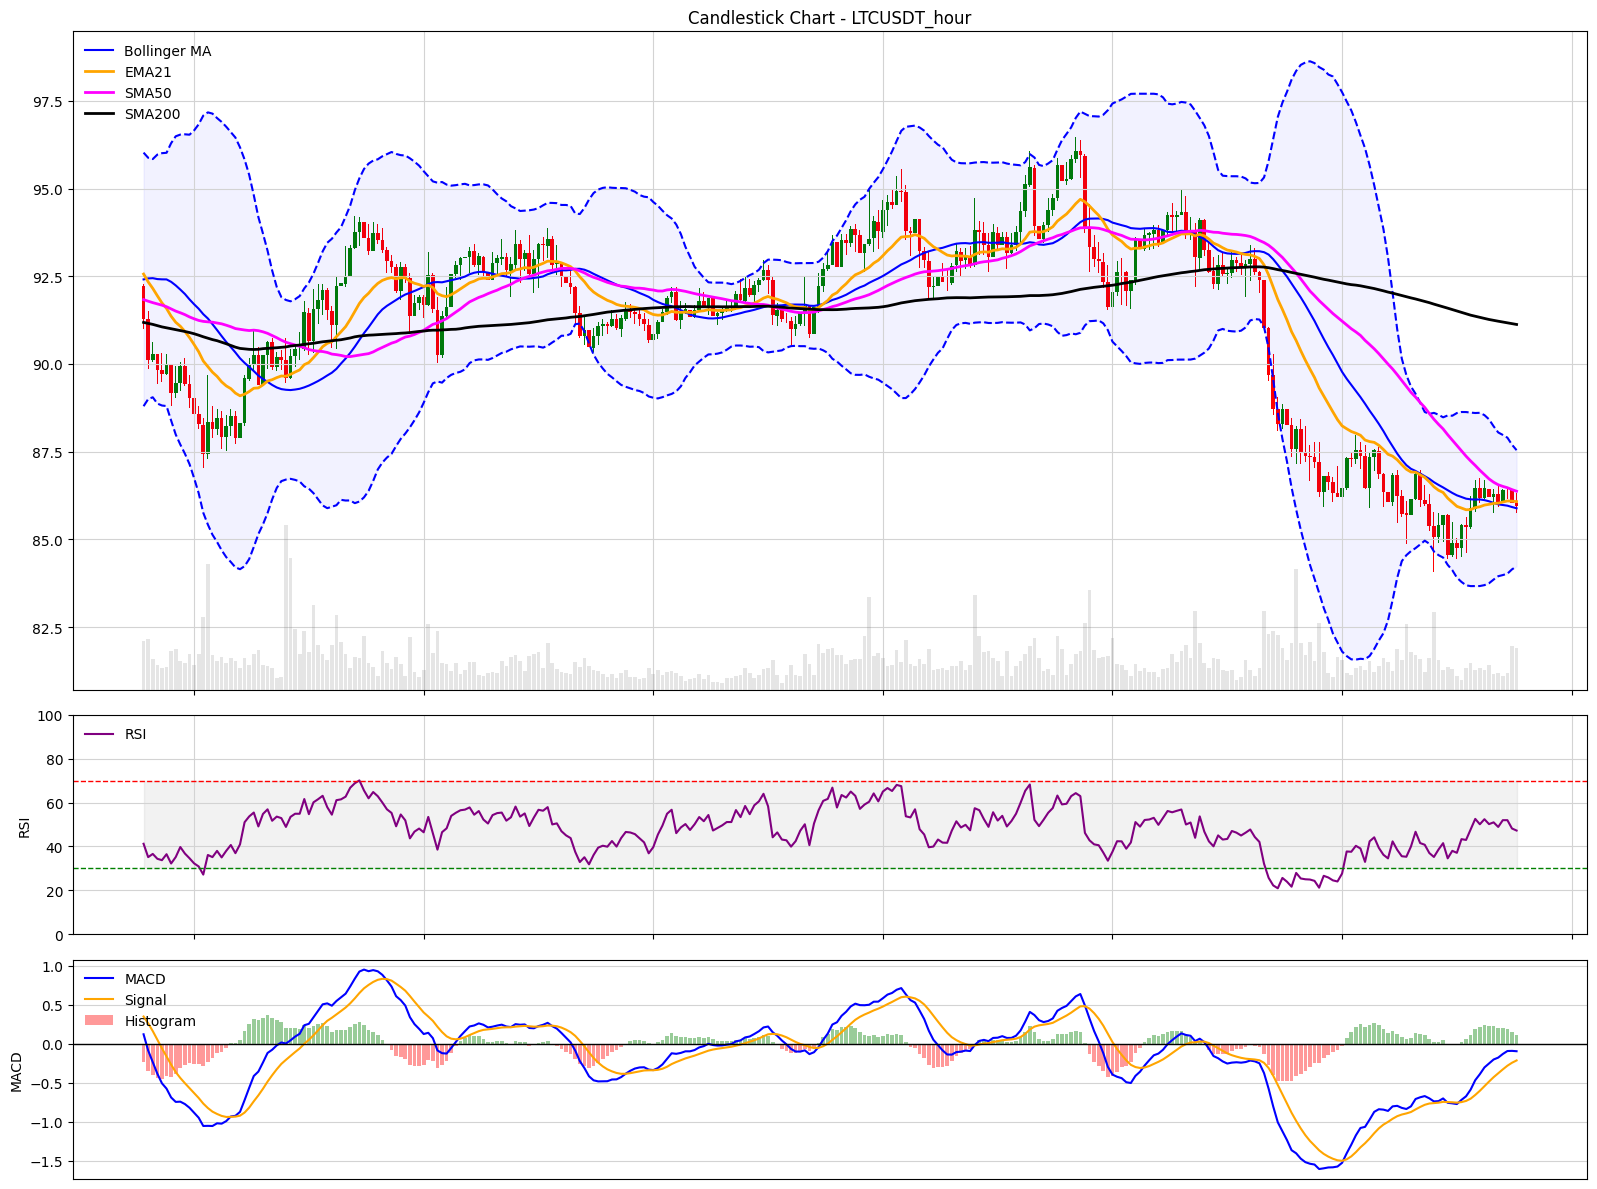 Candlestick Chart - LTCUSDT_hour
Bollinger MA
EMA21
SMA50
SMA200
97.5
95.0
92.5
90.0
87.5
85.0
82.5
RSI
100
80
60
40
20
0
RSI
MACD
Signal
Histogram
1.0
0.5
0.0
−0.5
−1.0
−1.5
MACD